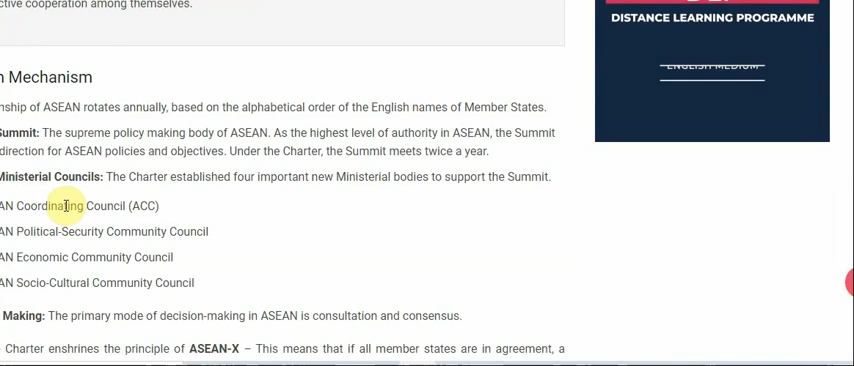 ctive cooperation among themselves.
DISTANCE LEARNING PROGRAMME
ENGLISH MEDIUM
n Mechanism
nship of ASEAN rotates annually, based on the alphabetical order of the English names of Member States.
Summit: The supreme policy making body of ASEAN. As the highest level of authority in ASEAN, the Summit
direction for ASEAN policies and objectives. Under the Charter, the Summit meets twice a year.
Ministerial Councils: The Charter established four important new Ministerial bodies to support the Summit.
AN Coordinating Council (ACC)
AN Political-Security Community Council
AN Economic Community Council
AN Socio-Cultural Community Council
Making: The primary mode of decision-making in ASEAN is consultation and consensus.
Charter enshrines the principle of ASEAN-X – This means that if all member states are in agreement, a